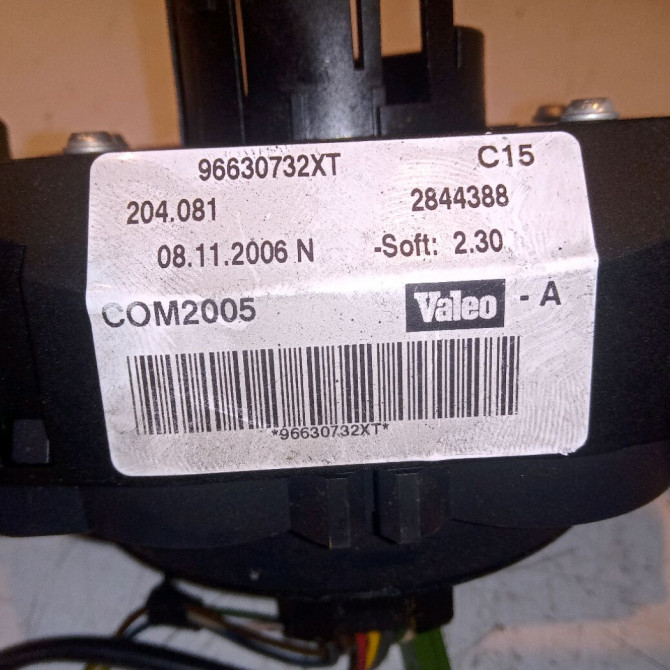 96630732XT C15
204.081 2844388
08.11.2006 N -Soft: 2.30
COM2005 Valeo - A
*96630732XT*